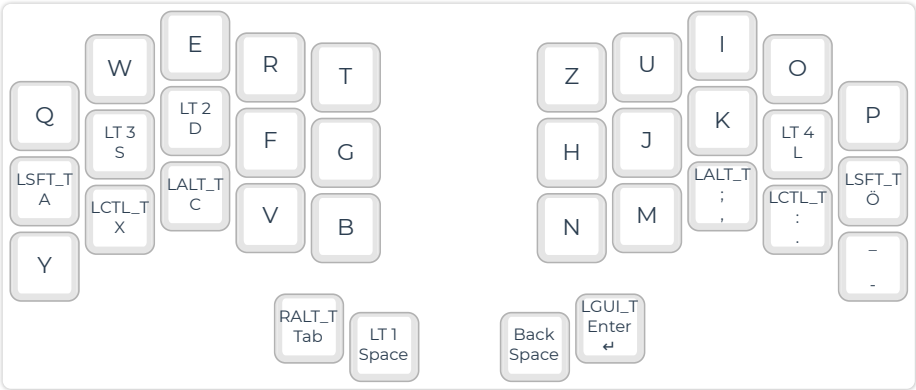 Q
W
E
R
T
Z
U
I
O
P
LSFT_T
A
LT 3
S
LT 2
D
F
G
H
J
K
LT 4
L
LSFT_T
Ö
Y
LCTL_T
X
LALT_T
C
V
B
N
M
LALT_T
;
,
LCTL_T
:
.
_
-
RALT_T
Tab
LT 1
Space
Back
Space
LGUI_T
Enter
↵